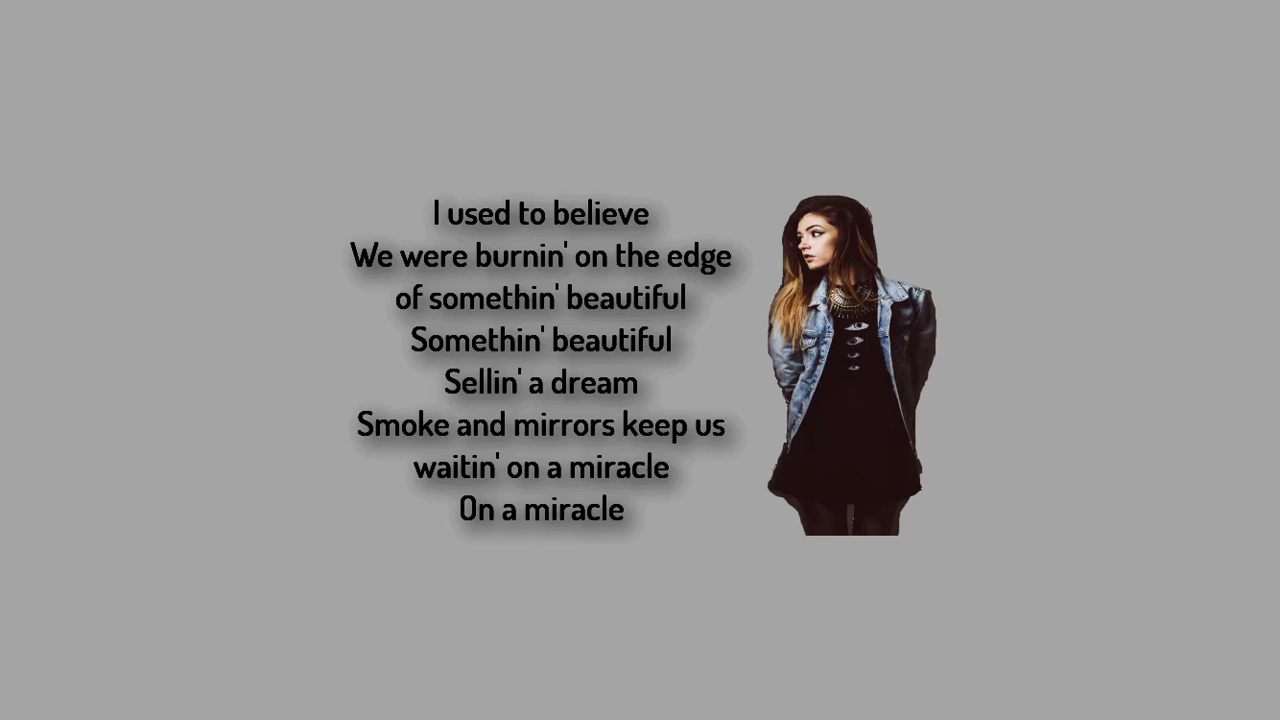 I used to believe
We were burnin' on the edge
of somethin' beautiful
Somethin' beautiful
Sellin' a dream
Smoke and mirrors keep us
waitin' on a miracle
On a miracle